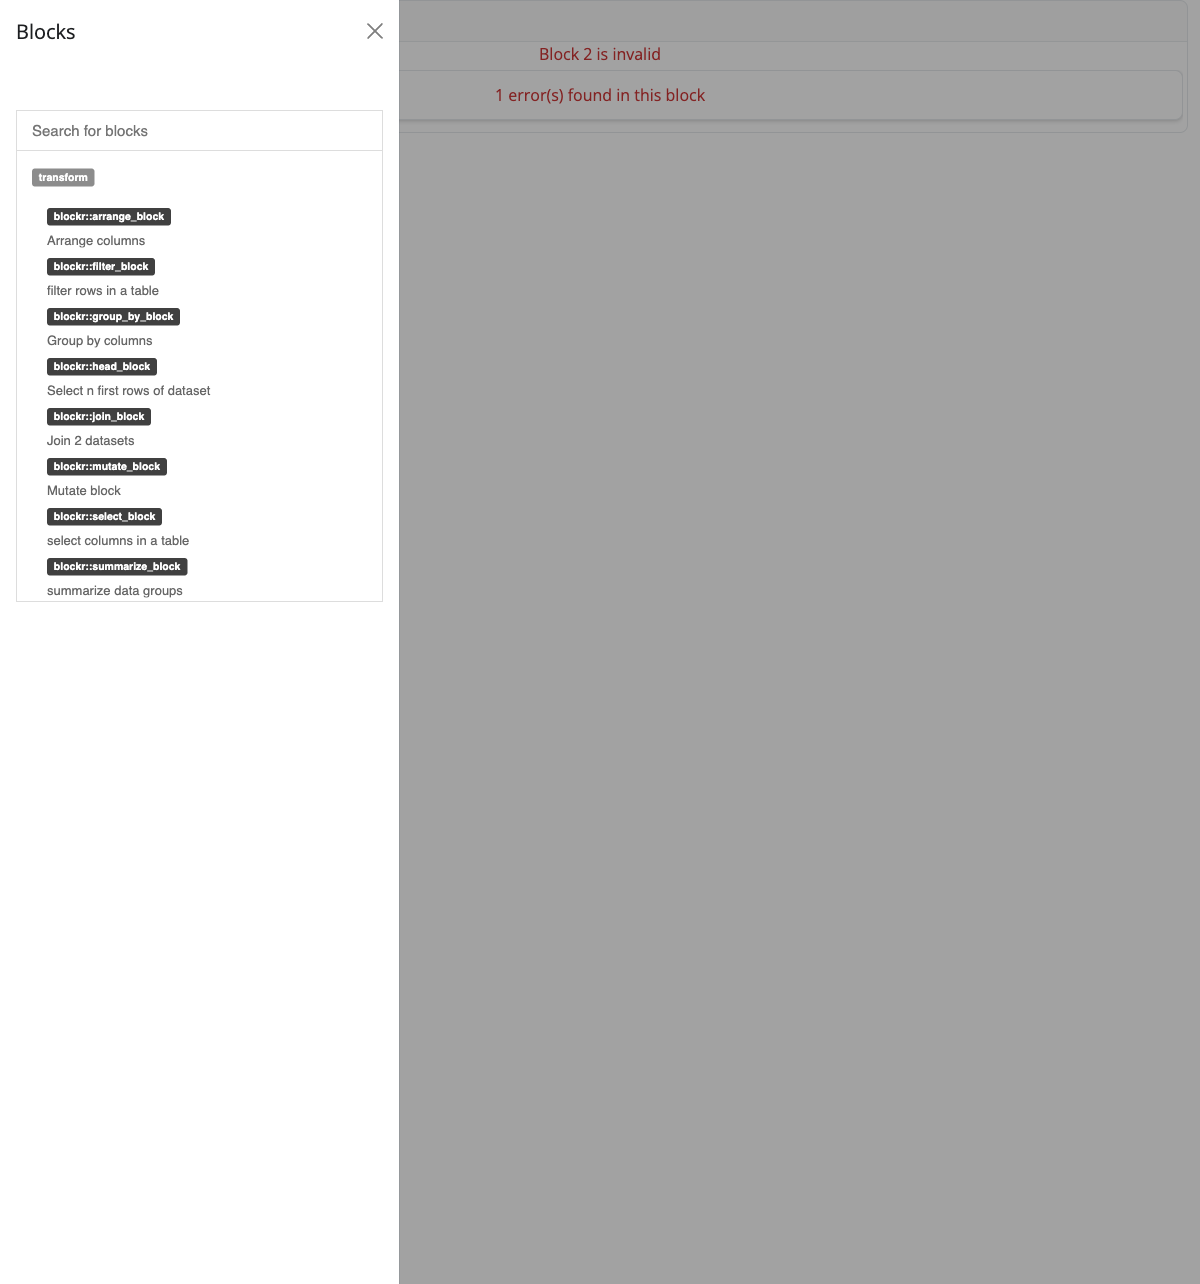 Blocks
Block 2 is invalid
1 error(s) found in this block
Search for blocks
transform
blockr::arrange_block
Arrange columns
blockr::filter_block
filter rows in a table
blockr::group_by_block
Group by columns
blockr::head_block
Select n first rows of dataset
blockr::join_block
Join 2 datasets
blockr::mutate_block
Mutate block
blockr::select_block
select columns in a table
blockr::summarize_block
summarize data groups